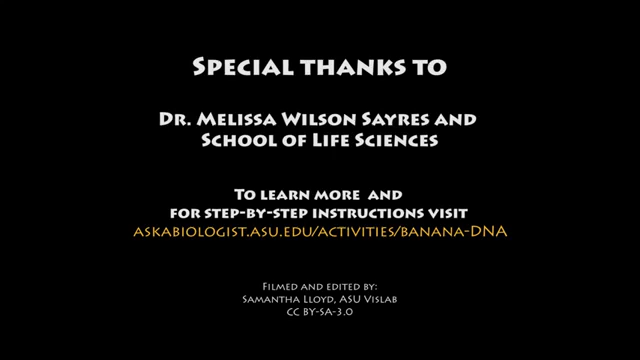 Special thanks to
Dr. Melissa Wilson Sayres and
School of Life Sciences
To learn more and
for step-by-step instructions visit
askabiologist.asu.edu/activities/banana-DNA
Filmed and edited by:
Samantha Lloyd, ASU Vislab
CC BY-SA-3.0